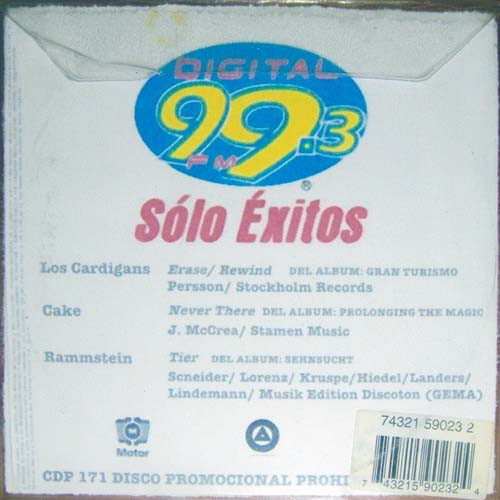 DIGITAL
99.3
FM
®
Sólo Éxitos
Los Cardigans Erase/ Rewind DEL ALBUM: GRAN TURISMO
Persson/ Stockholm Records
Cake Never There DEL ALBUM: PROLONGING THE MAGIC
J. McCrea/ Stamen Music
Rammstein Tier DEL ALBUM: SEHNSUCHT
Scneider/ Lorenz/ Kruspe/Hiedel/Landers/
Lindemann/ Musik Edition Discoton (GEMA)
Motor
74321 59023 2
7 43215 90232 4
CDP 171 DISCO PROMOCIONAL PROHI